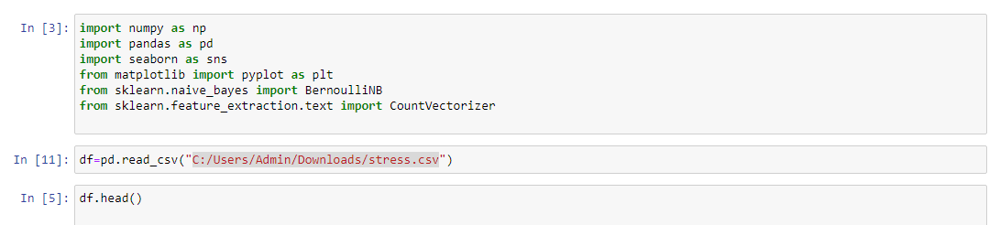 In [3]: import numpy as np
import pandas as pd
import seaborn as sns
from matplotlib import pyplot as plt
from sklearn.naive_bayes import BernoulliNB
from sklearn.feature_extraction.text import CountVectorizer
In [11]: df=pd.read_csv("C:/Users/Admin/Downloads/stress.csv")
In [5]: df.head()